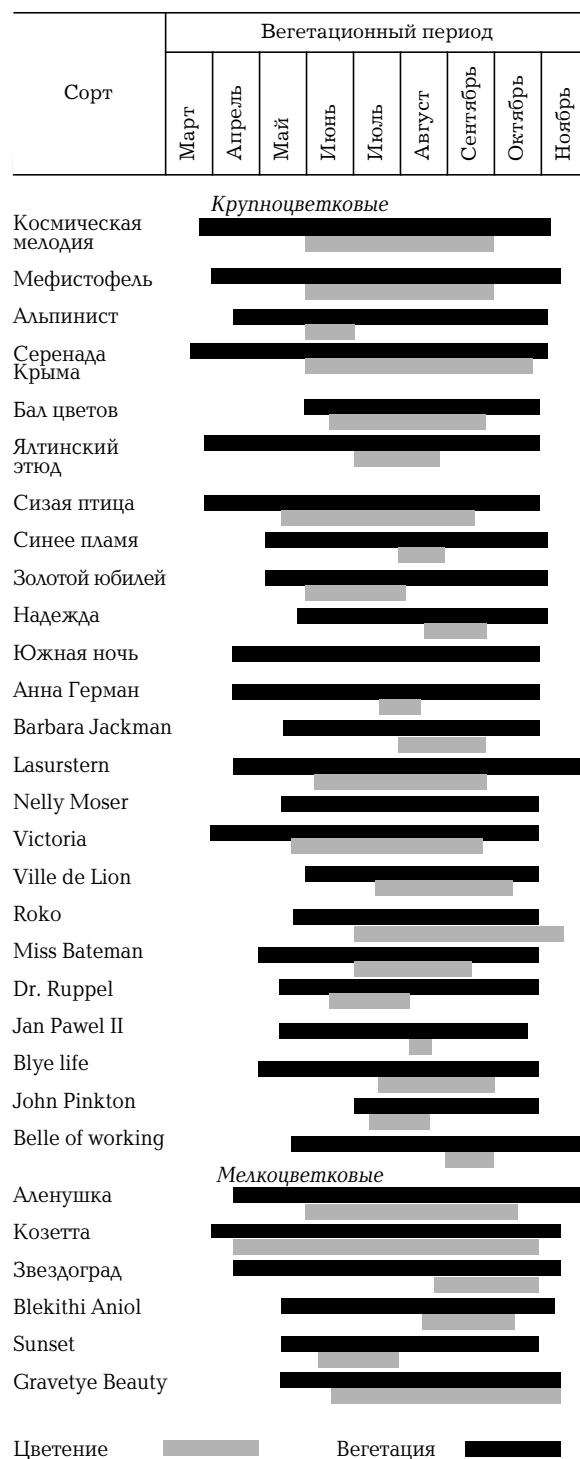 Сорт
Вегетационный период
Март
Апрель
Май
Июнь
Июль
Август
Сентябрь
Октябрь
Ноябрь
Крупноцветковые
Космическая
мелодия
Мефистофель
Альпинист
Серенада
Крыма
Бал цветов
Ялтинский
этюд
Сизая птица
Синее пламя
Золотой юбилей
Надежда
Южная ночь
Анна Герман
Barbara Jackman
Lasurstern
Nelly Moser
Victoria
Ville de Lion
Roko
Miss Bateman
Dr. Ruppel
Jan Pawel II
Blye life
John Pinkton
Belle of working
Мелкоцветковые
Аленушка
Козетта
Звездоград
Blekithi Aniol
Sunset
Gravetye Beauty
Цветение
Вегетация